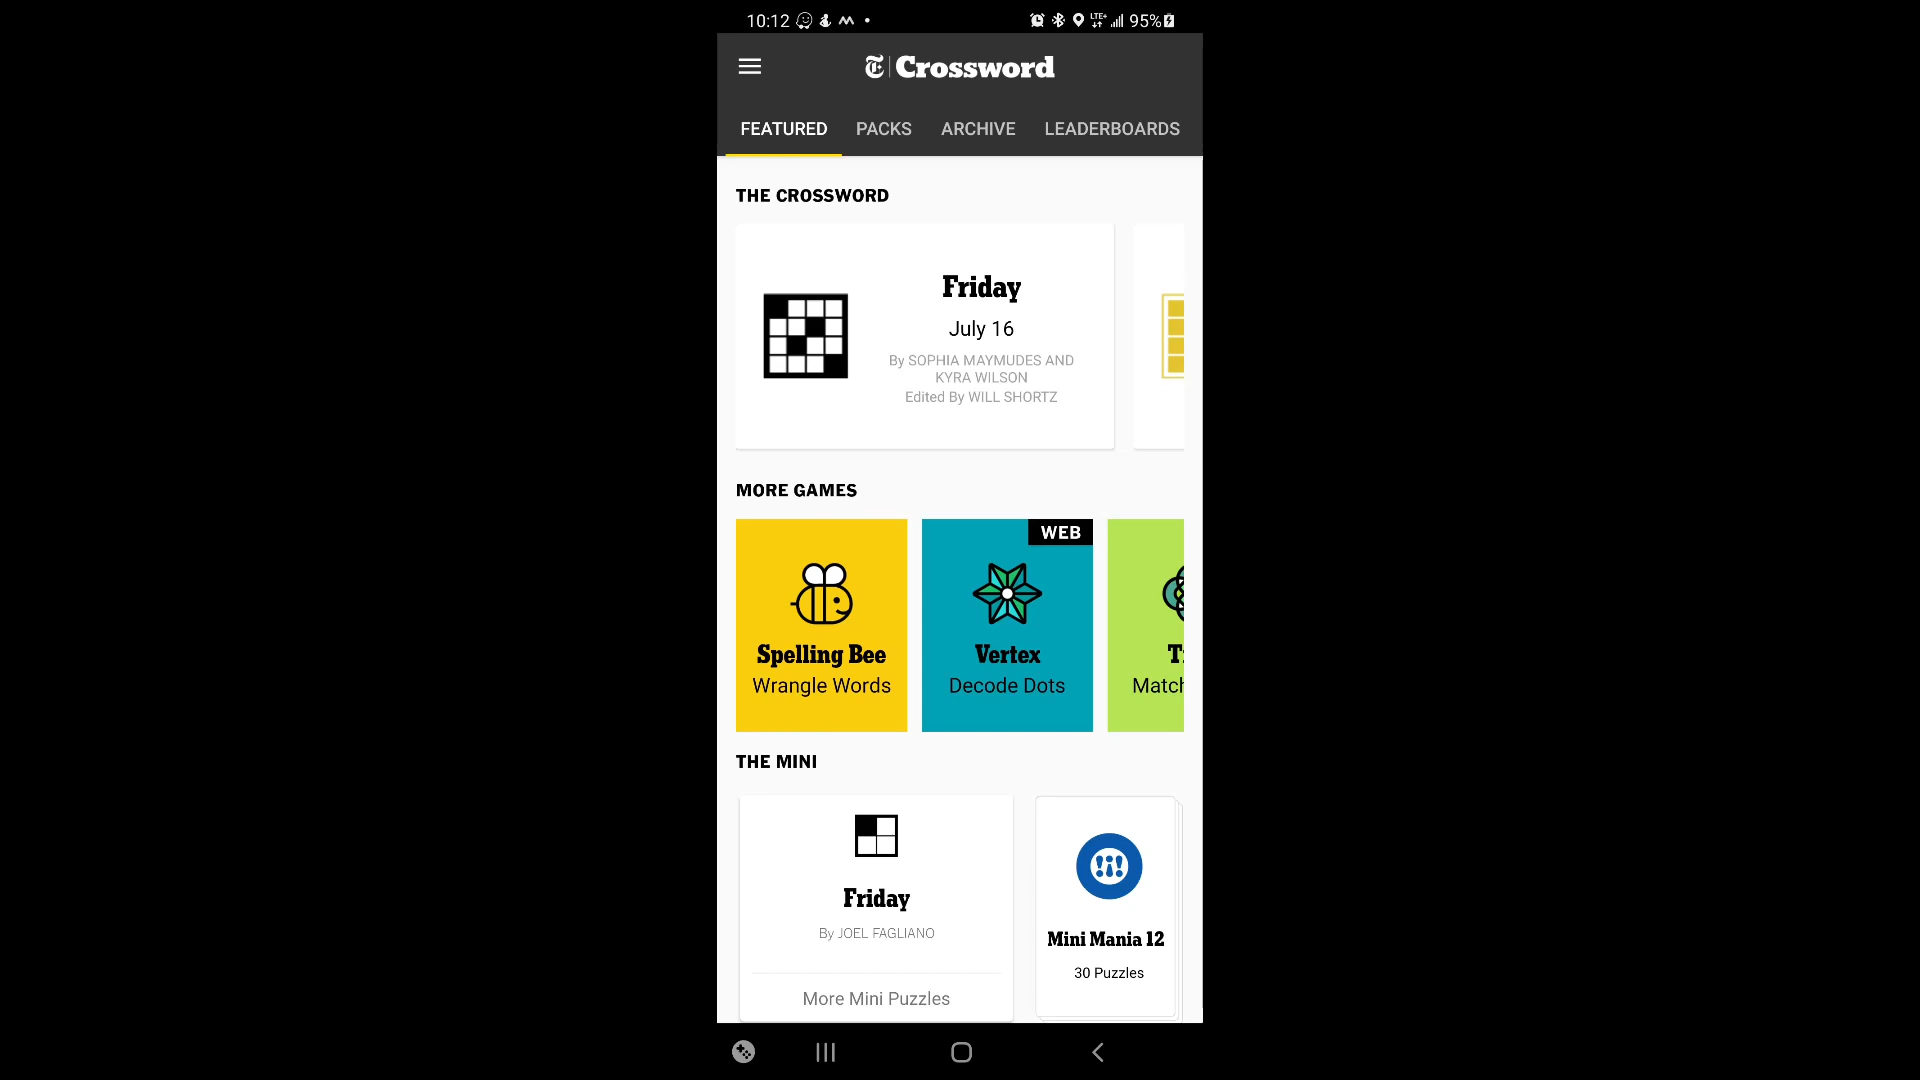 10:12 LTE+ 95%
T Crossword
FEATURED PACKS ARCHIVE LEADERBOARDS
THE CROSSWORD
Friday
July 16
By SOPHIA MAYMUDES AND
KYRA WILSON
Edited By WILL SHORTZ
MORE GAMES
WEB
Spelling Bee
Wrangle Words
Vertex
Decode Dots
Match
THE MINI
Friday
By JOEL FAGLIANO
More Mini Puzzles
Mini Mania 12
30 Puzzles